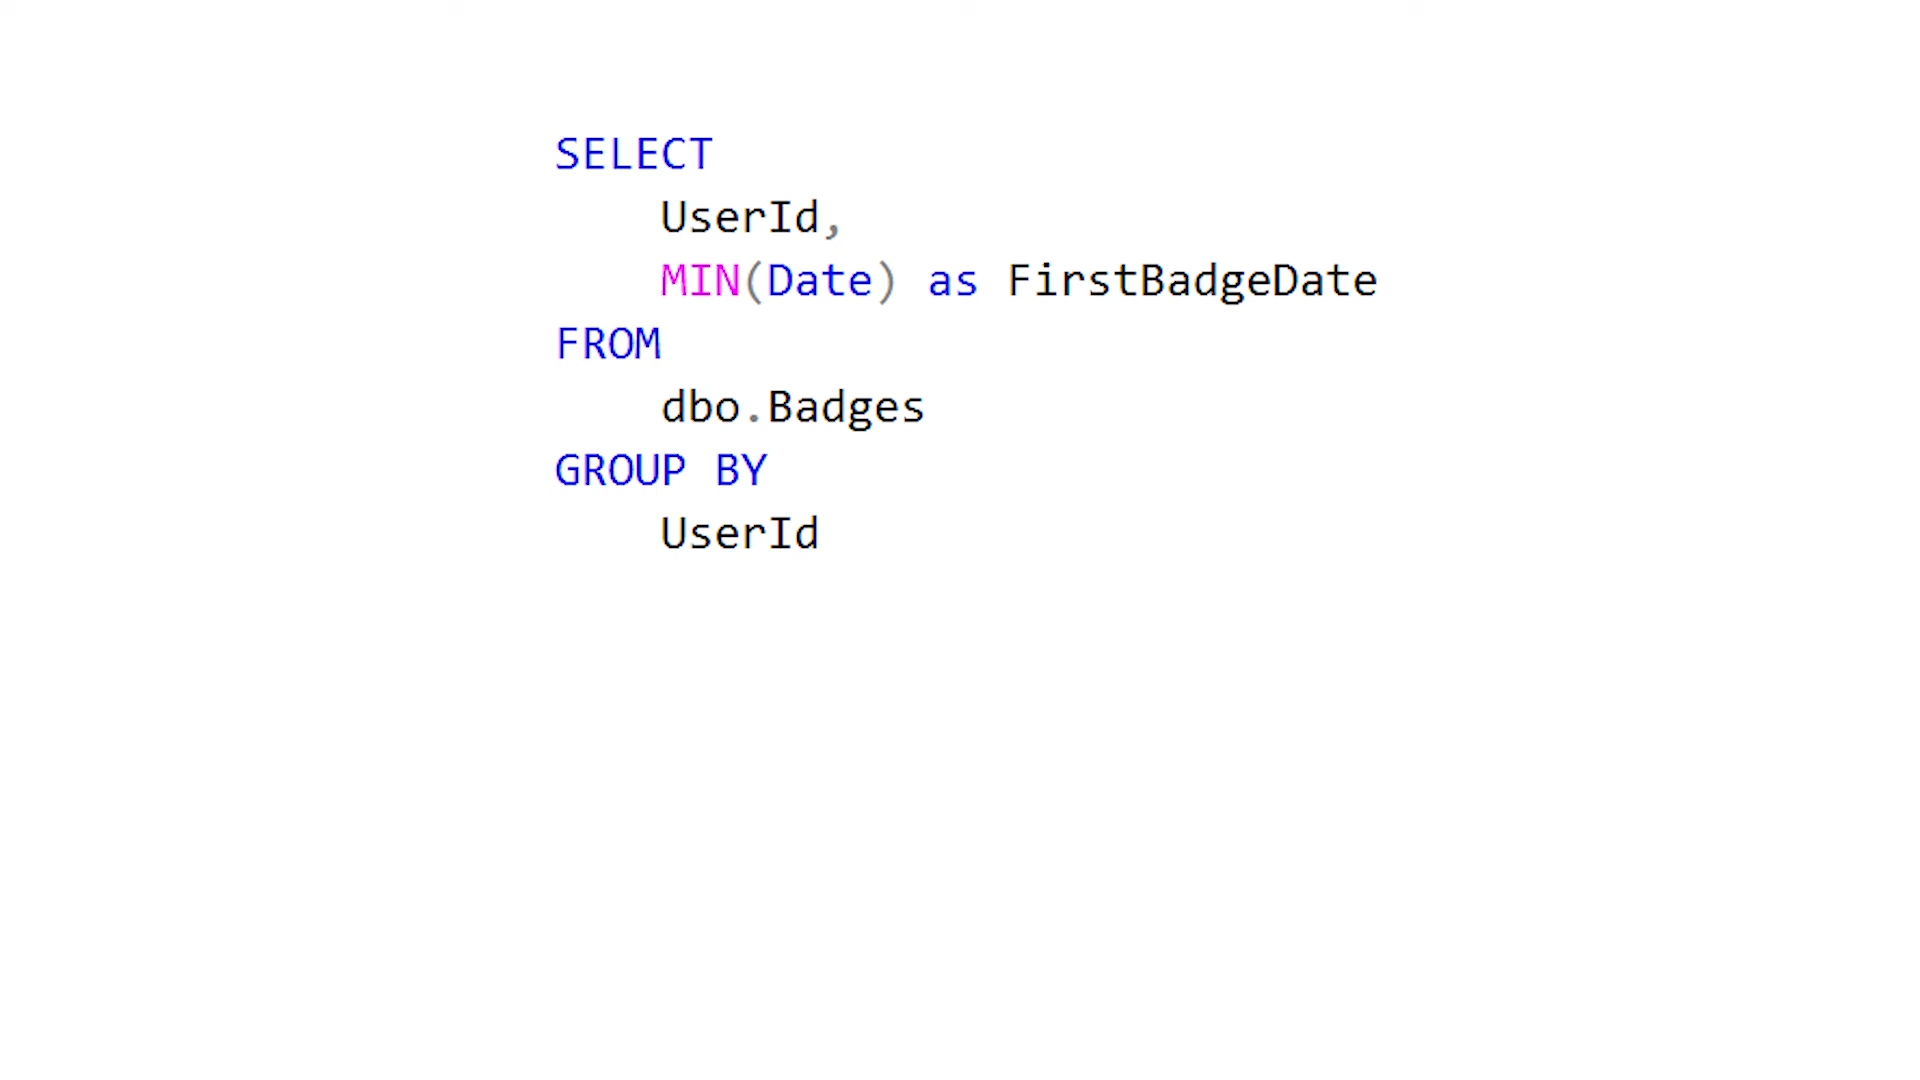 SELECT
    UserId,
    MIN(Date) as FirstBadgeDate
FROM
    dbo.Badges
GROUP BY
    UserId